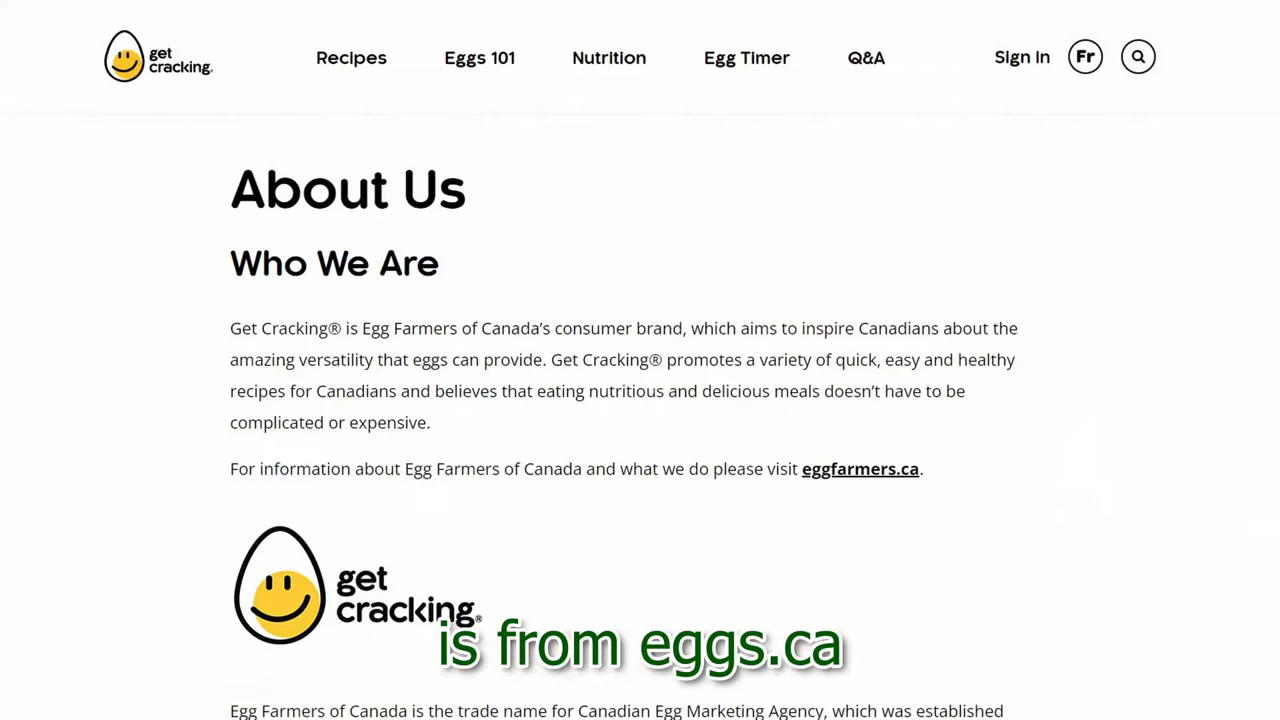 get
cracking®
Recipes
Eggs 101
Nutrition
Egg Timer
Q&A
Sign In
Fr
About Us
Who We Are
Get Cracking® is Egg Farmers of Canada’s consumer brand, which aims to inspire Canadians about the
amazing versatility that eggs can provide. Get Cracking® promotes a variety of quick, easy and healthy
recipes for Canadians and believes that eating nutritious and delicious meals doesn’t have to be
complicated or expensive.
For information about Egg Farmers of Canada and what we do please visit eggfarmers.ca.
get
cracking®
is from eggs.ca
Egg Farmers of Canada is the trade name for Canadian Egg Marketing Agency, which was established